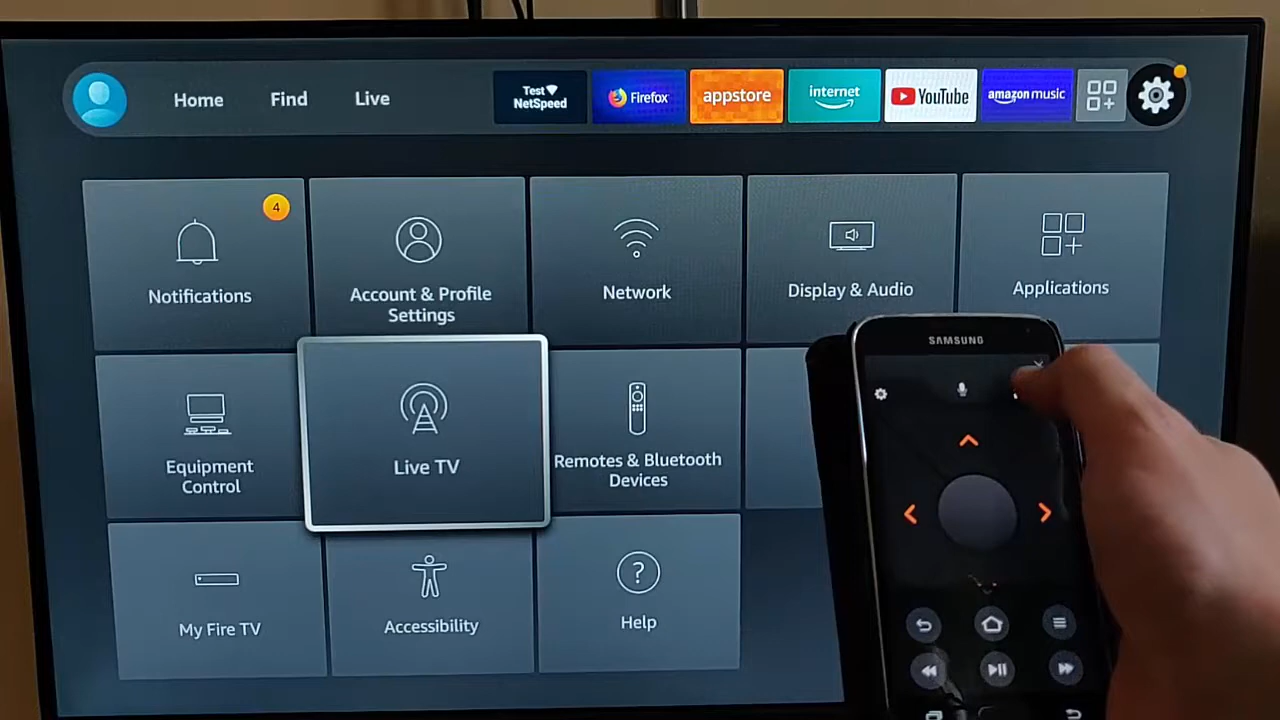 Home
Find
Live
Test
NetSpeed
Firefox
appstore
internet
YouTube
amazon music
4
Notifications
Account & Profile
Settings
Network
Display & Audio
Applications
SAMSUNG
Equipment
Control
Live TV
Remotes & Bluetooth
Devices
My Fire TV
Accessibility
?
Help